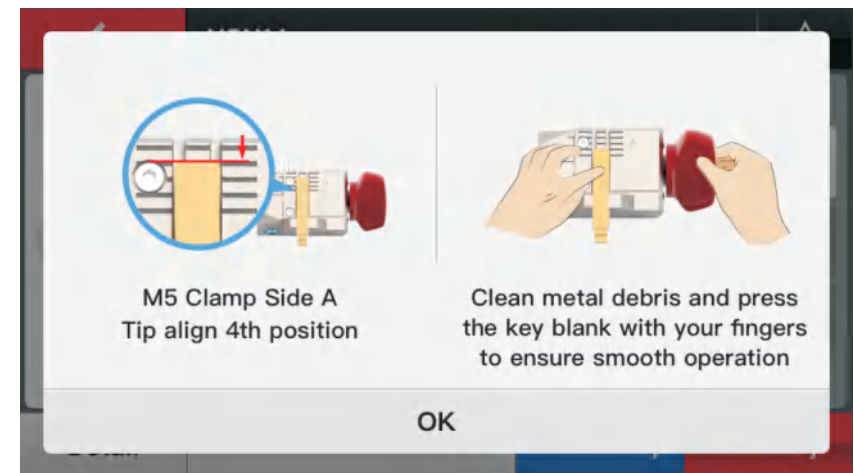 M5 Clamp Side A
Tip align 4th position
Clean metal debris and press
the key blank with your fingers
to ensure smooth operation
OK